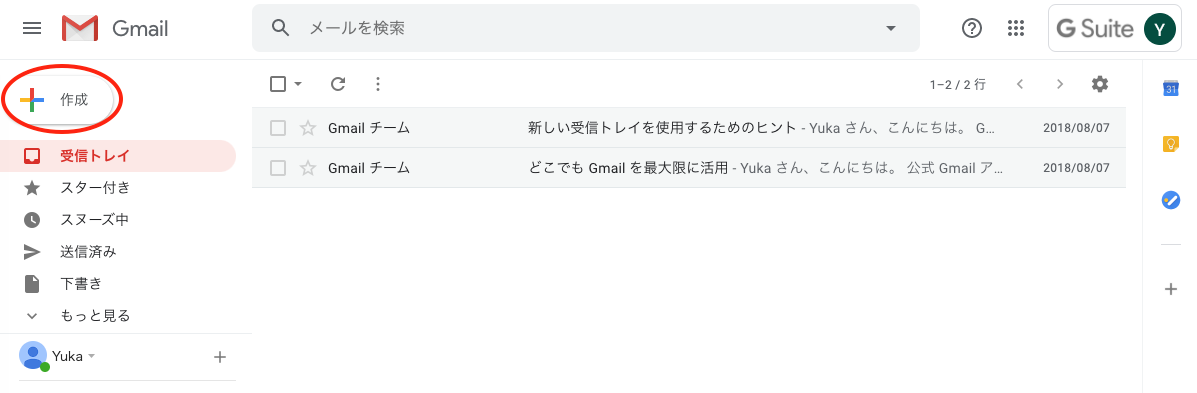 Gmail
メールを検索
G Suite
Y
作成
1–2 / 2 行
31
受信トレイ
スター付き
スヌーズ中
送信済み
下書き
もっと見る
Gmail チーム 新しい受信トレイを使用するためのヒント - Yuka さん、こんにちは。 G... 2018/08/07
Gmail チーム どこでも Gmail を最大限に活用 - Yuka さん、こんにちは。 公式 Gmail ア... 2018/08/07
Yuka